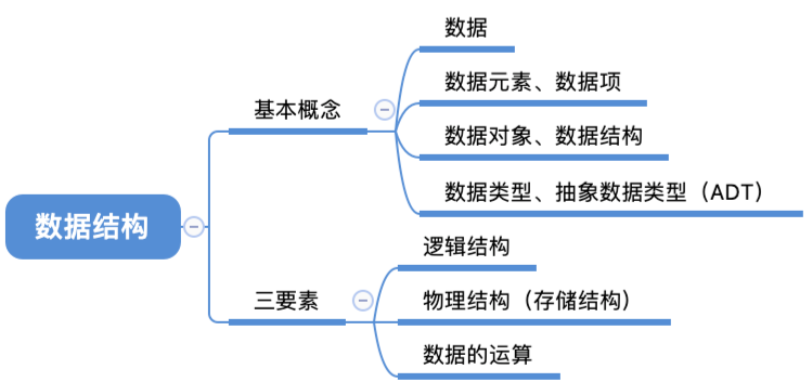 数据结构
基本概念
数据
数据元素、数据项
数据对象、数据结构
数据类型、抽象数据类型（ADT）
三要素
逻辑结构
物理结构（存储结构）
数据的运算